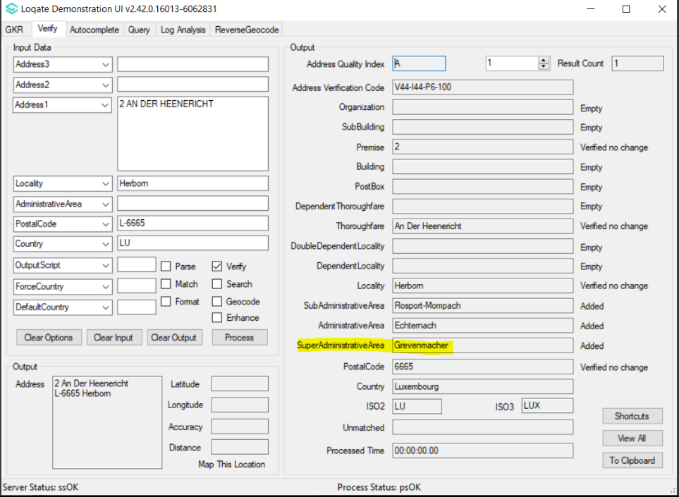 Loqate Demonstration UI v2.42.0.16013-6062831
GKR Verify Autocomplete Query Log Analysis ReverseGeocode
Input Data
Address3
Address2
Address1 2 AN DER HEENERICHT
Locality Herborn
AdministrativeArea
PostalCode L-6665
Country LU
OutputScript Parse Verify
ForceCountry Match Search
DefaultCountry Format Geocode
Enhance
Clear Options Clear Input Clear Output Process
Output
Address 2 An Der Heenericht
L-6665 Herborn
Latitude
Longitude
Accuracy
Distance
Map This Location
Output
Address Quality Index A 1 Result Count 1
Address Verification Code V44-I44-P6-100
Organization Empty
SubBuilding Empty
Premise 2 Verified no change
Building Empty
PostBox Empty
DependentThoroughfare Empty
Thoroughfare An Der Heenericht Verified no change
DoubleDependentLocality Empty
DependentLocality Empty
Locality Herborn Verified no change
SubAdministrativeArea Rosport-Mompach Added
AdministrativeArea Echternach Added
SuperAdministrativeArea Grevenmacher Added
PostalCode 6665 Verified no change
Country Luxembourg
ISO2 LU ISO3 LUX
Unmatched
Processed Time 00:00:00.00
Shortcuts
View All
To Clipboard
Server Status: ssOK Process Status: psOK